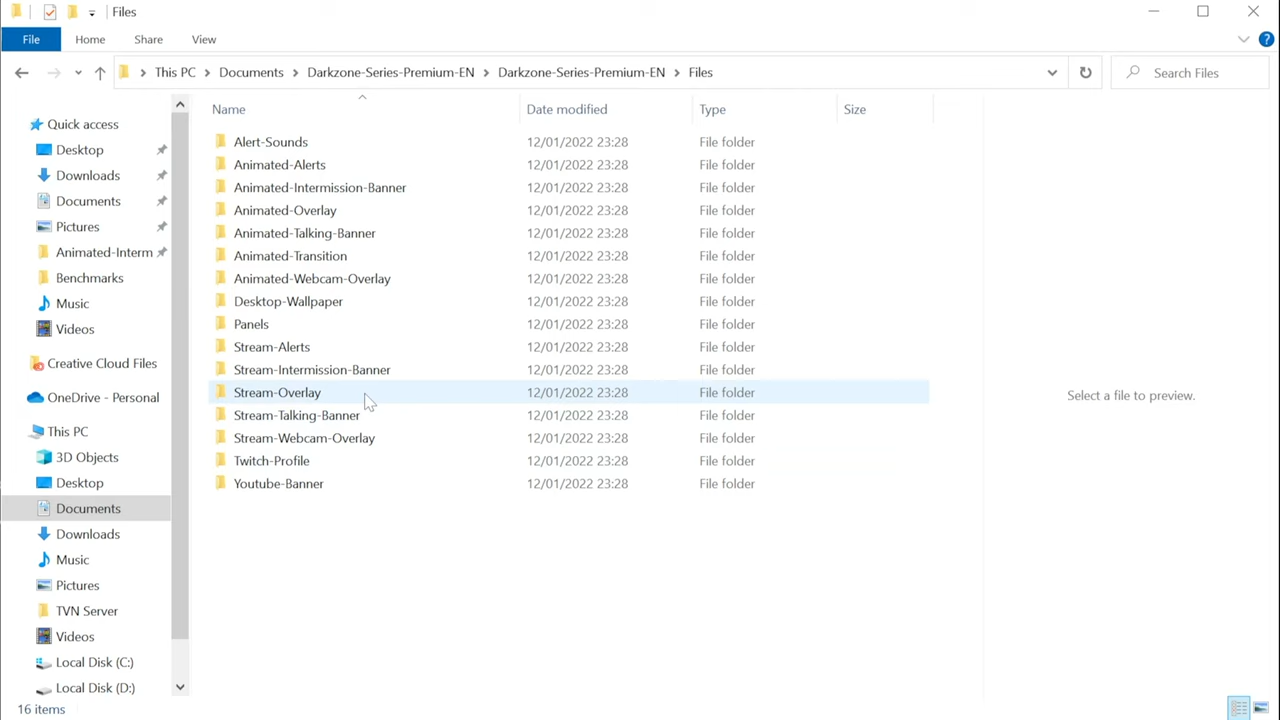 Files
File Home Share View
This PC Documents Darkzone-Series-Premium-EN Darkzone-Series-Premium-EN Files Search Files
Name Date modified Type Size
Quick access
Desktop
Downloads
Documents
Pictures
Animated-Interm
Benchmarks
Music
Videos
Creative Cloud Files
OneDrive - Personal
This PC
3D Objects
Desktop
Documents
Downloads
Music
Pictures
TVN Server
Videos
Local Disk (C:)
Local Disk (D:)
Alert-Sounds 12/01/2022 23:28 File folder
Animated-Alerts 12/01/2022 23:28 File folder
Animated-Intermission-Banner 12/01/2022 23:28 File folder
Animated-Overlay 12/01/2022 23:28 File folder
Animated-Talking-Banner 12/01/2022 23:28 File folder
Animated-Transition 12/01/2022 23:28 File folder
Animated-Webcam-Overlay 12/01/2022 23:28 File folder
Desktop-Wallpaper 12/01/2022 23:28 File folder
Panels 12/01/2022 23:28 File folder
Stream-Alerts 12/01/2022 23:28 File folder
Stream-Intermission-Banner 12/01/2022 23:28 File folder
Stream-Overlay 12/01/2022 23:28 File folder
Stream-Talking-Banner 12/01/2022 23:28 File folder
Stream-Webcam-Overlay 12/01/2022 23:28 File folder
Twitch-Profile 12/01/2022 23:28 File folder
Youtube-Banner 12/01/2022 23:28 File folder
Select a file to preview.
16 items